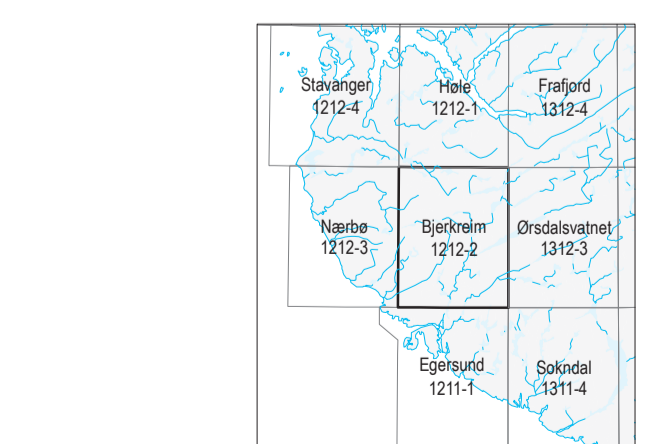 Stavanger
1212-4
Høle
1212-1
Frafjord
1312-4
Nærbø
1212-3
Bjerkreim
1212-2
Ørsdalsvatnet
1312-3
Egersund
1211-1
Sokndal
1311-4